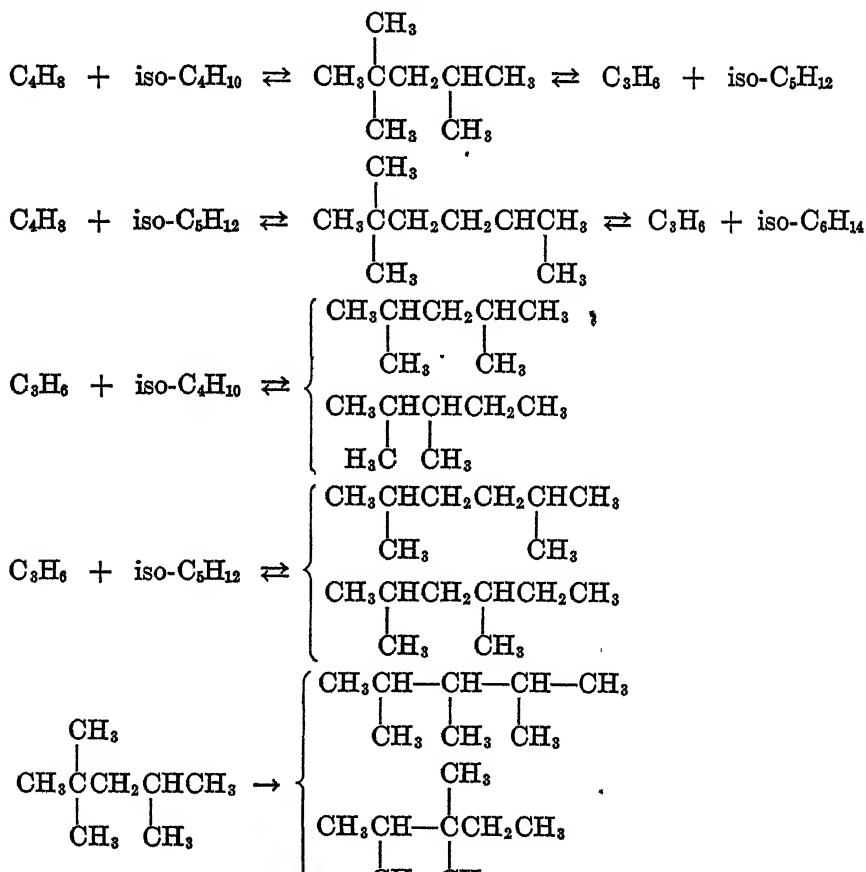 CH₃
C₄H₈ + iso-C₄H₁₀ ⇄ CH₃CCH₂CHCH₃ ⇄ C₃H₆ + iso-C₅H₁₂
CH₃ CH₃
CH₃
C₄H₈ + iso-C₅H₁₂ ⇄ CH₃CCH₂CH₂CHCH₃ ⇄ C₃H₆ + iso-C₆H₁₄
CH₃ CH₃
CH₃CHCH₂CHCH₃
CH₃ CH₃
C₃H₆ + iso-C₄H₁₀ ⇄
CH₃CHCHCH₂CH₃
H₃C CH₃
CH₃CHCH₂CH₂CHCH₃
CH₃ CH₃
C₃H₆ + iso-C₅H₁₂ ⇄
CH₃CHCH₂CHCH₂CH₃
CH₃ CH₃
CH₃CH—CH—CH—CH₃
CH₃ CH₃ CH₃
CH₃
CH₃CCH₂CHCH₃ →
CH₃ CH₃
CH₃
CH₃CH—CCH₂CH₃